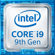 intel
CORE i9
9th Gen